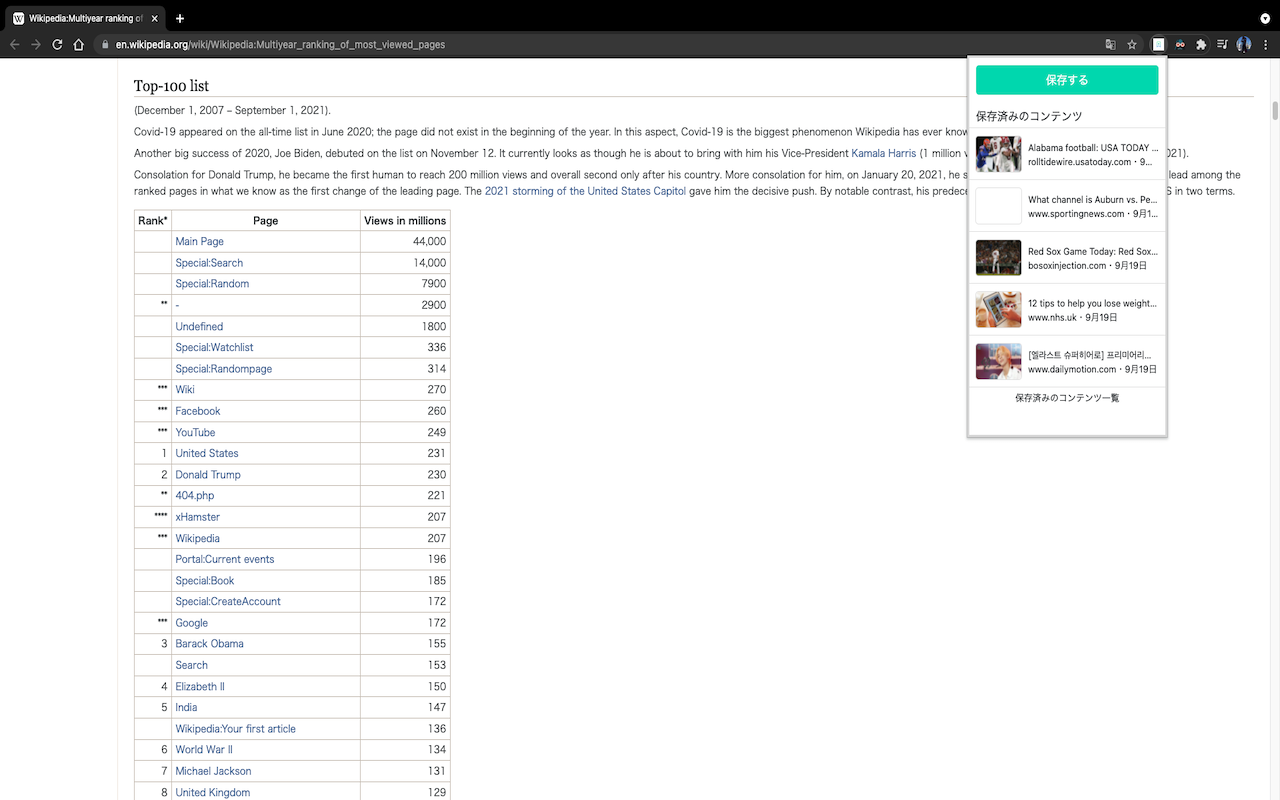 Wikipedia:Multiyear ranking of
en.wikipedia.org/wiki/Wikipedia:Multiyear_ranking_of_most_viewed_pages
Top-100 list
(December 1, 2007 – September 1, 2021).
Covid-19 appeared on the all-time list in June 2020; the page did not exist in the beginning of the year. In this aspect, Covid-19 is the biggest phenomenon Wikipedia has ever know
Another big success of 2020, Joe Biden, debuted on the list on November 12. It currently looks as though he is about to bring with him his Vice-President Kamala Harris (1 million v 021).
Consolation for Donald Trump, he became the first human to reach 200 million views and overall second only after his country. More consolation for him, on January 20, 2021, he s lead among the
ranked pages in what we know as the first change of the leading page. The 2021 storming of the United States Capitol gave him the decisive push. By notable contrast, his predece S in two terms.
Rank* Page Views in millions
Main Page 44,000
Special:Search 14,000
Special:Random 7900
** - 2900
Undefined 1800
Special:Watchlist 336
Special:Randompage 314
*** Wiki 270
*** Facebook 260
*** YouTube 249
1 United States 231
2 Donald Trump 230
** 404.php 221
**** xHamster 207
*** Wikipedia 207
Portal:Current events 196
Special:Book 185
Special:CreateAccount 172
*** Google 172
3 Barack Obama 155
Search 153
4 Elizabeth II 150
5 India 147
Wikipedia:Your first article 136
6 World War II 134
7 Michael Jackson 131
8 United Kingdom 129
保存する
保存済みのコンテンツ
Alabama football: USA TODAY ...
rolltidewire.usatoday.com・9...
What channel is Auburn vs. Pe...
www.sportingnews.com・9月1...
Red Sox Game Today: Red Sox...
bosoxinjection.com・9月19日
12 tips to help you lose weight...
www.nhs.uk・9月19日
[엘라스트 슈퍼히어로] 프리미어리...
www.dailymotion.com・9月19日
保存済みのコンテンツ一覧